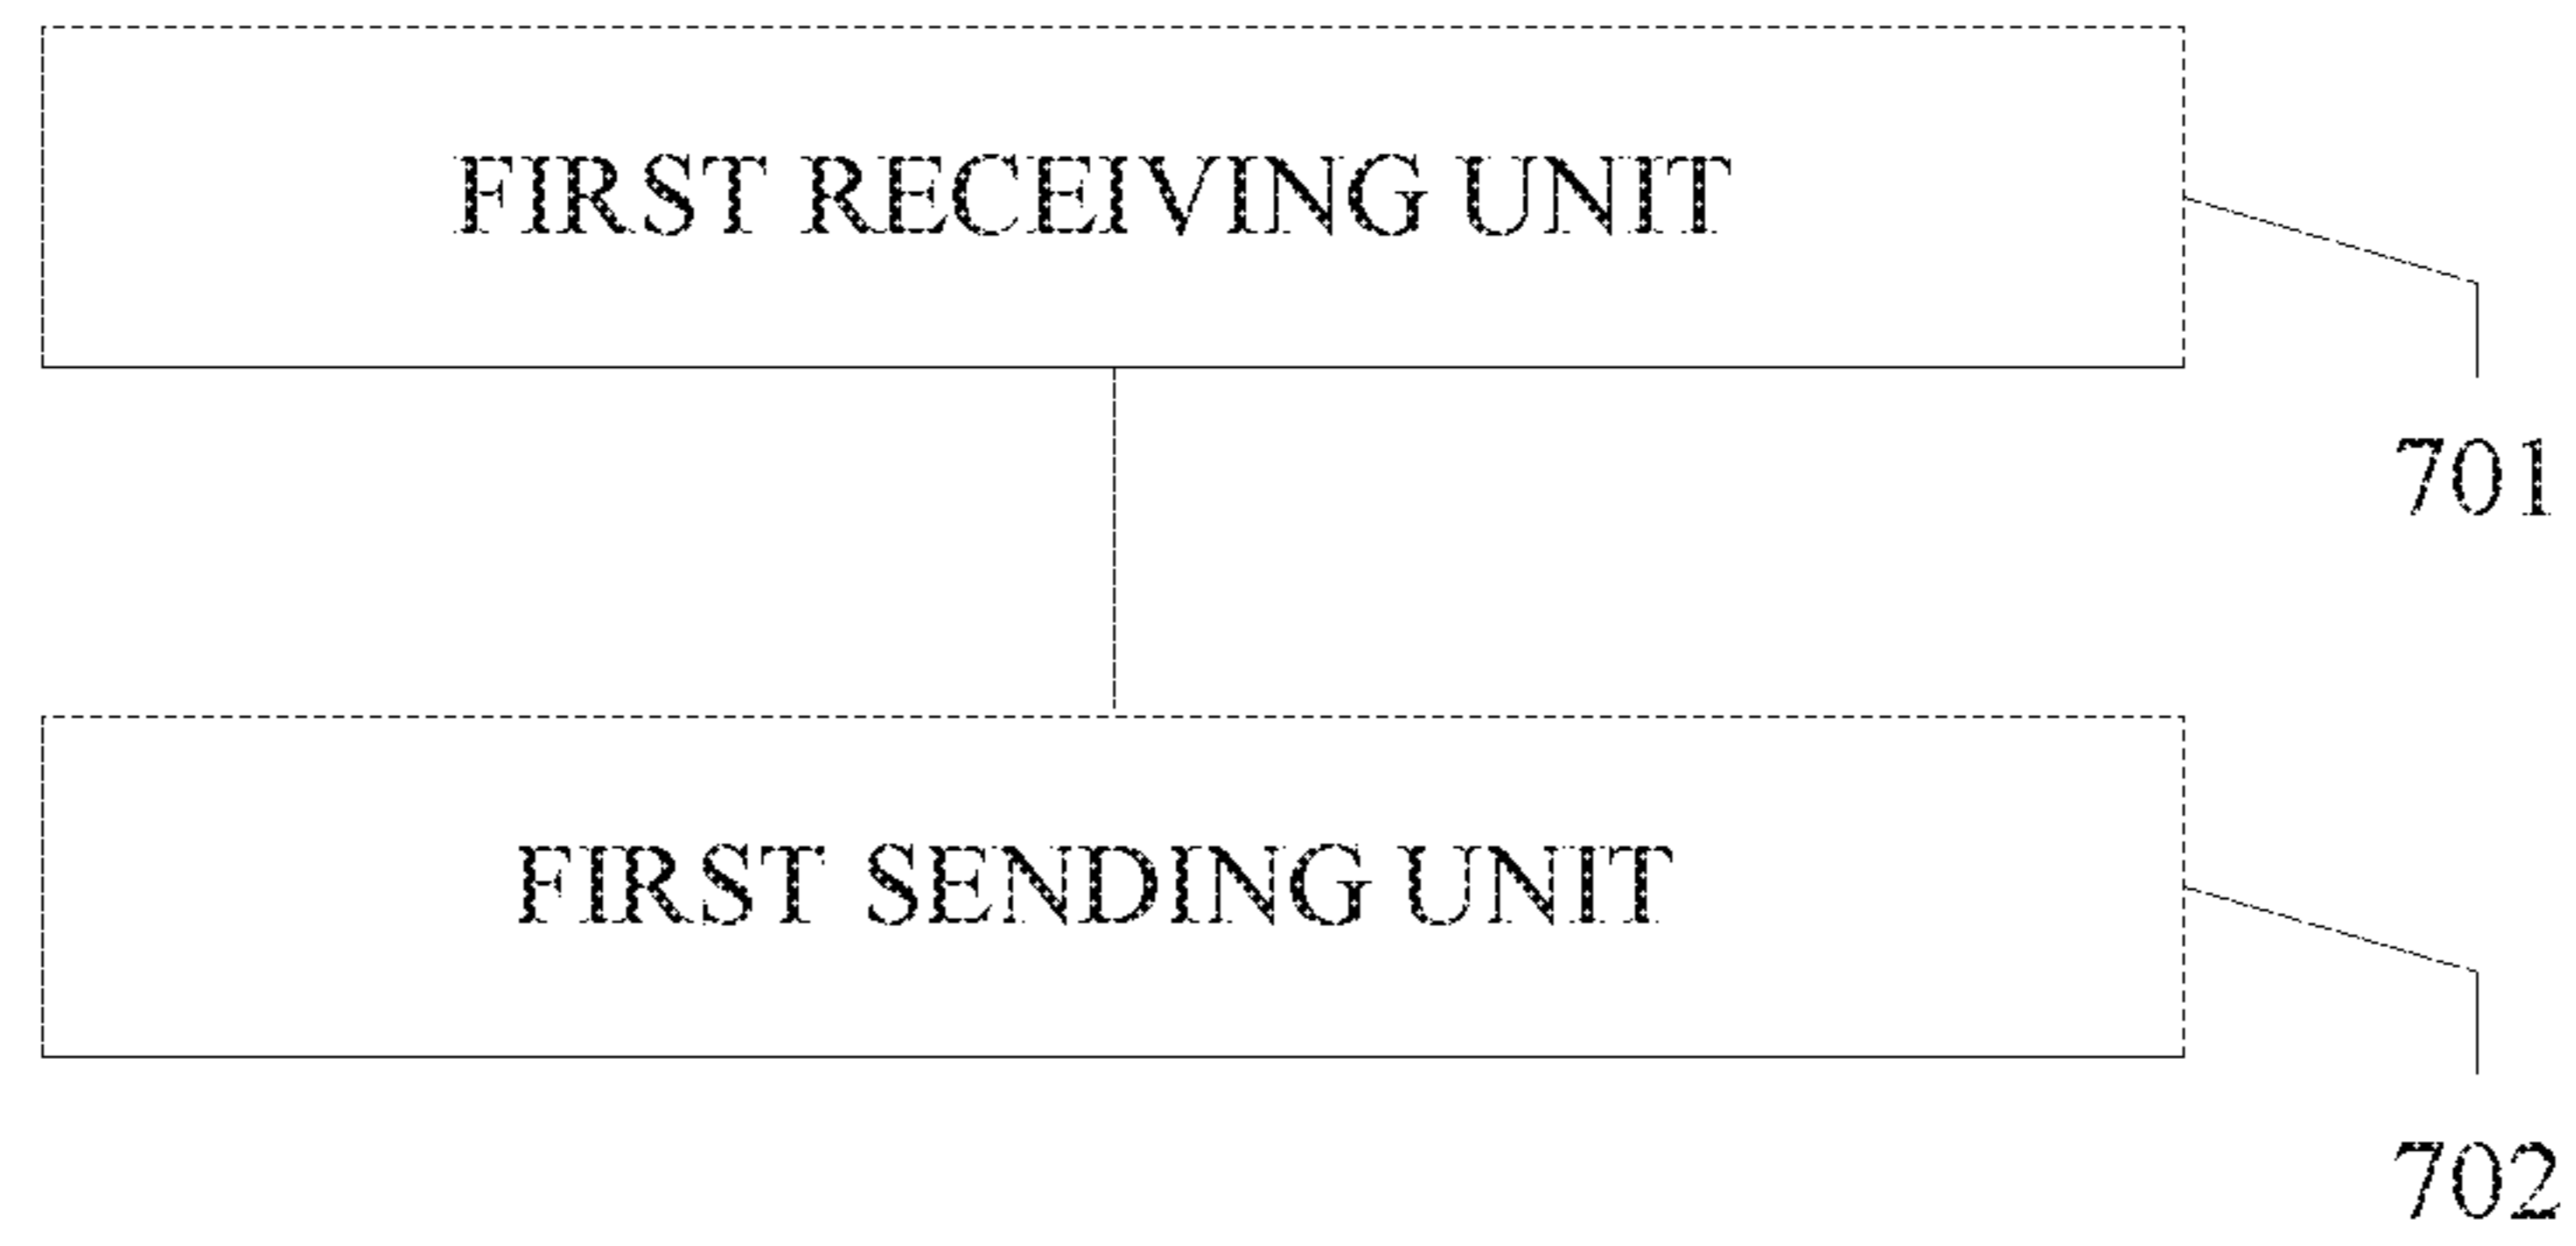 FIRST RECEIVING UNIT
701
FIRST SENDING UNIT
702